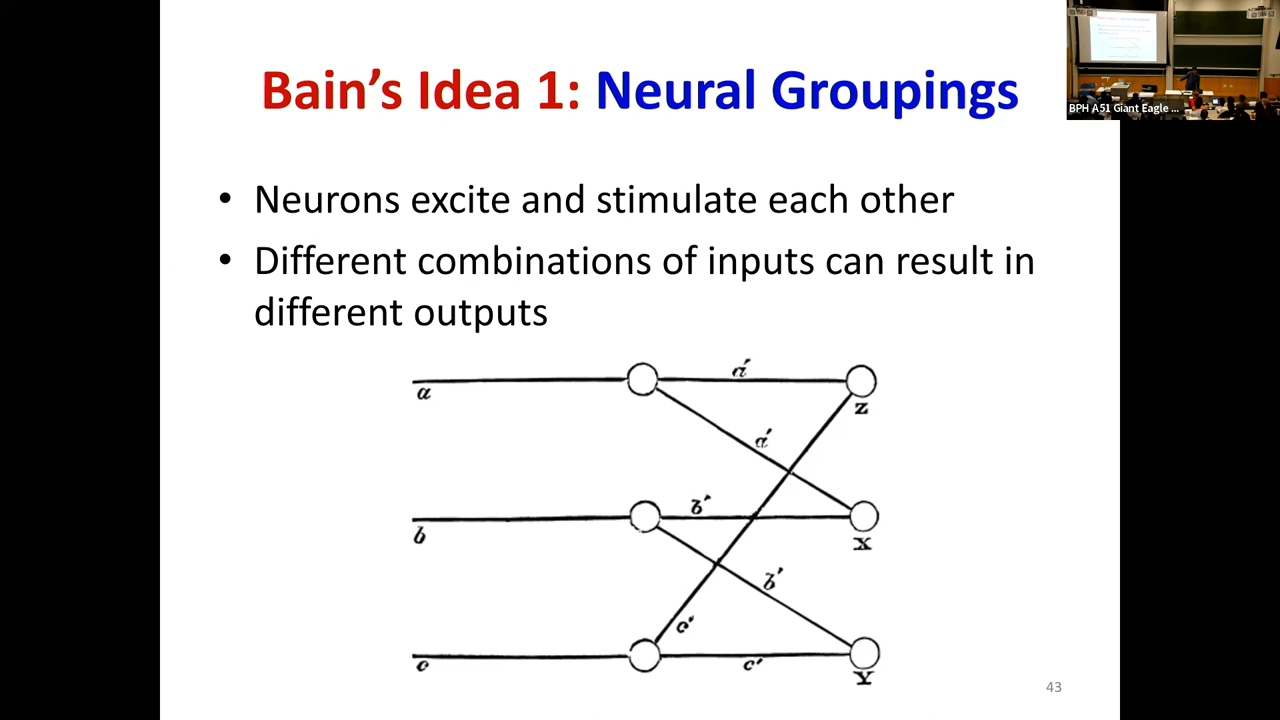 BPH A51 Giant Eagle ...
Bain's Idea 1: Neural Groupings
• Neurons excite and stimulate each other
• Different combinations of inputs can result in
different outputs
a
a'
z
a'
b
b'
X
b'
c
c'
c'
Y
43